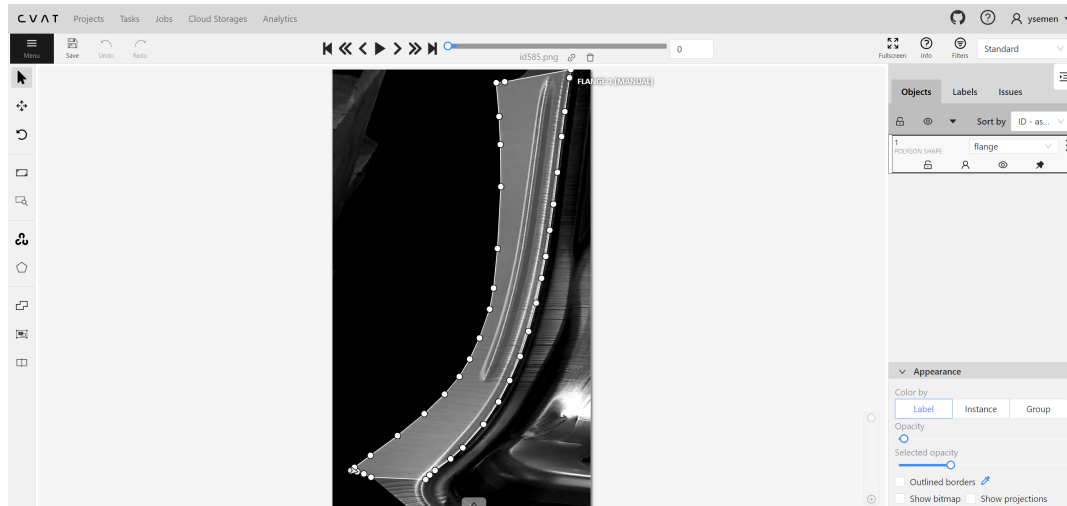 CVAT Projects Tasks Jobs Cloud Storages Analytics ysemen
Menu Save Undo Redo 0 Fullscreen Info Filters Standard
id585.png
FLANGE 1 (MANUAL)
Objects Labels Issues
Sort by ID - as...
1
POLYGON SHAPE flange
Appearance
Color by
Label Instance Group
Opacity
Selected opacity
Outlined borders
Show bitmap Show projections